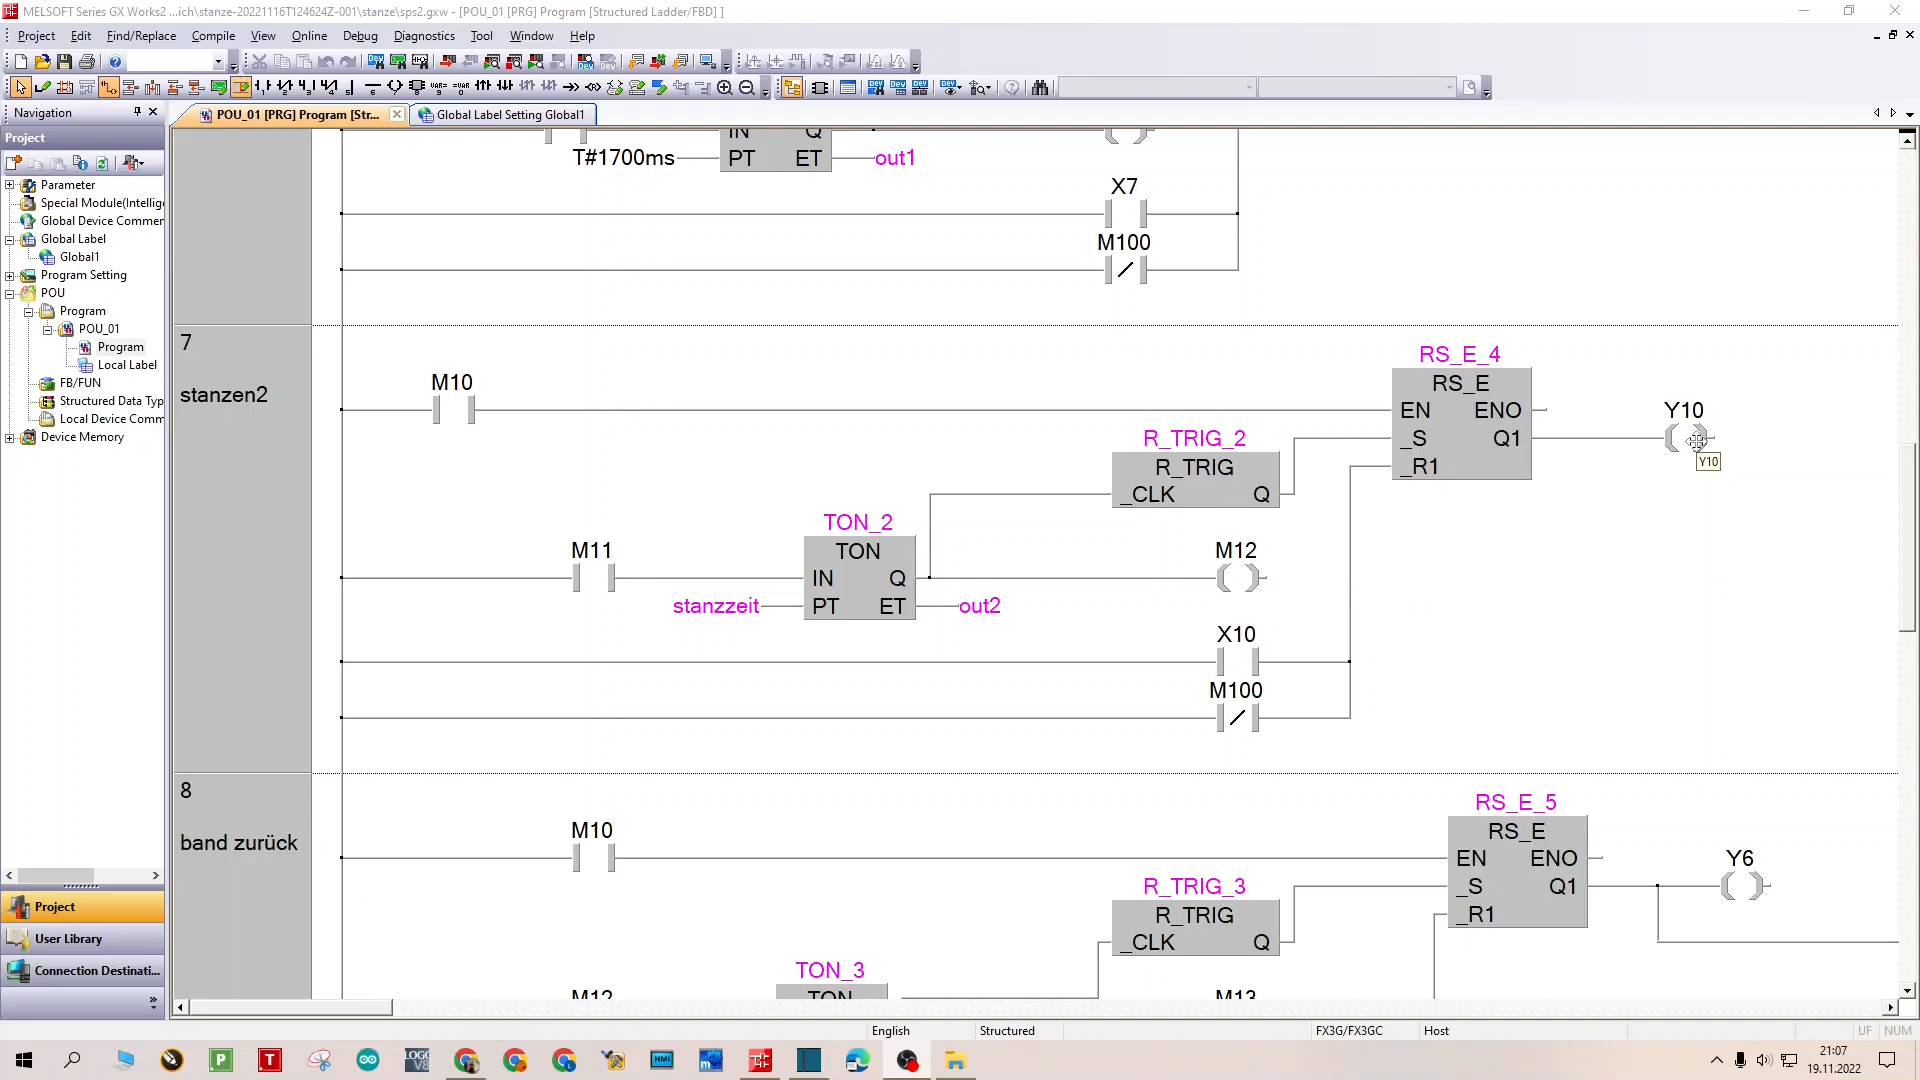 MELSOFT Series GX Works2 ...ich\stanze-20221116T124624Z-001\stanze\sps2.gxw - [POU_01 [PRG] Program [Structured Ladder/FBD] ]
Project Edit Find/Replace Compile View Online Debug Diagnostics Tool Window Help
Navigation
POU_01 [PRG] Program [Str...
Global Label Setting Global1
Project
Parameter
Special Module(Intellig
Global Device Commer
Global Label
Global1
Program Setting
POU
Program
POU_01
Program
Local Label
FB/FUN
Structured Data Typ
Local Device Comm
Device Memory
Project
User Library
Connection Destinati...
IN Q
T#1700ms PT ET out1
X7
M100
7
stanzen2
M10
RS_E_4
RS_E
EN ENO
_S Q1
_R1
Y10
Y10
R_TRIG_2
R_TRIG
_CLK Q
M11
TON_2
TON
IN Q
stanzzeit PT ET out2
M12
X10
M100
8
band zurück
M10
RS_E_5
RS_E
EN ENO
_S Q1
_R1
Y6
R_TRIG_3
R_TRIG
_CLK Q
TON_3
TON
M12
M13
English Structured FX3G/FX3GC Host UF NUM
P T LOGO! V8 HMI
21:07
19.11.2022